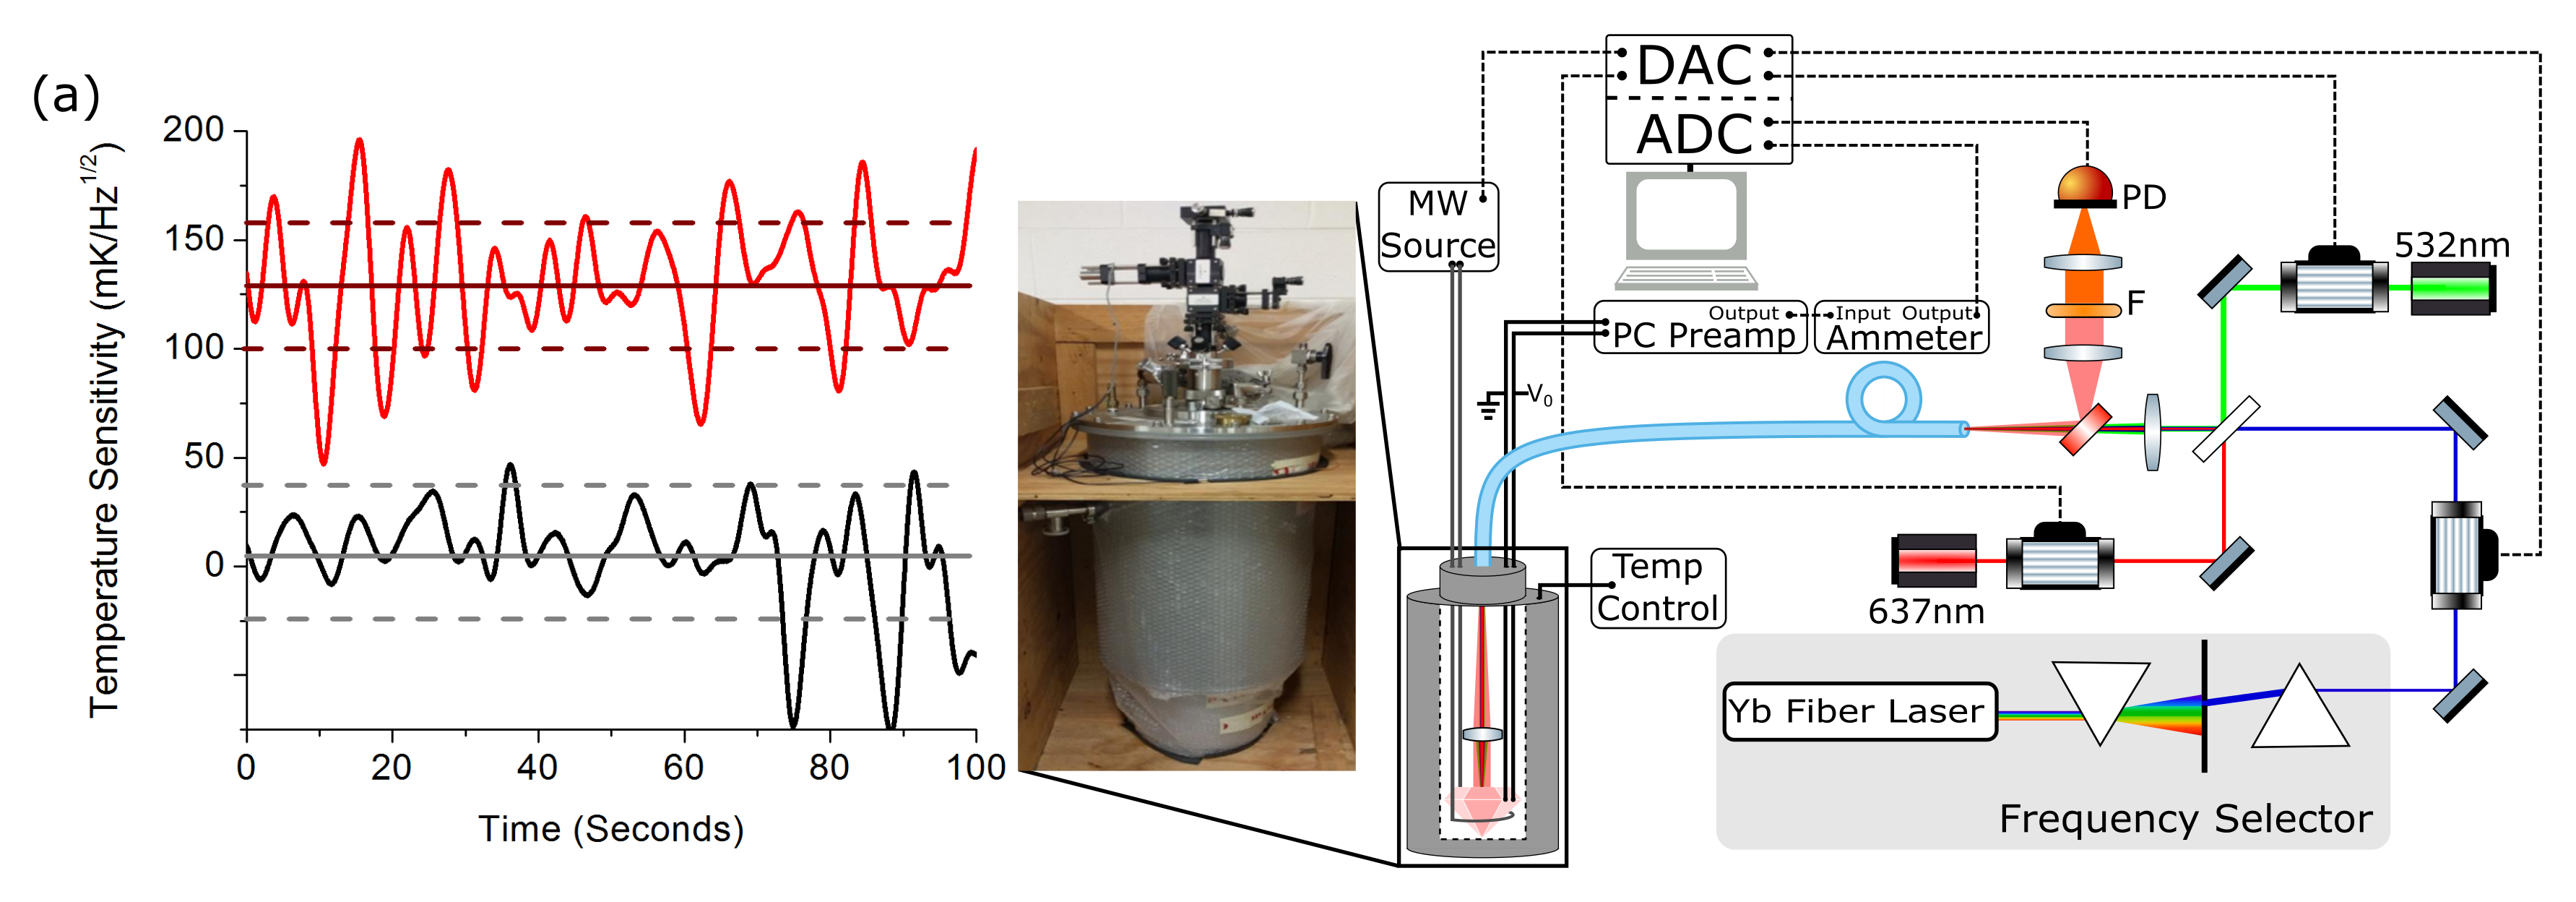 (a)
Temperature Sensitivity (mK/Hz^1/2)
200
150
100
50
0
0 20 40 60 80 100
Time (Seconds)
DAC
ADC
MW
Source
PD
532nm
F
Output Input Output
PC Preamp Ammeter
V₀
Temp
Control
637nm
Yb Fiber Laser
Frequency Selector